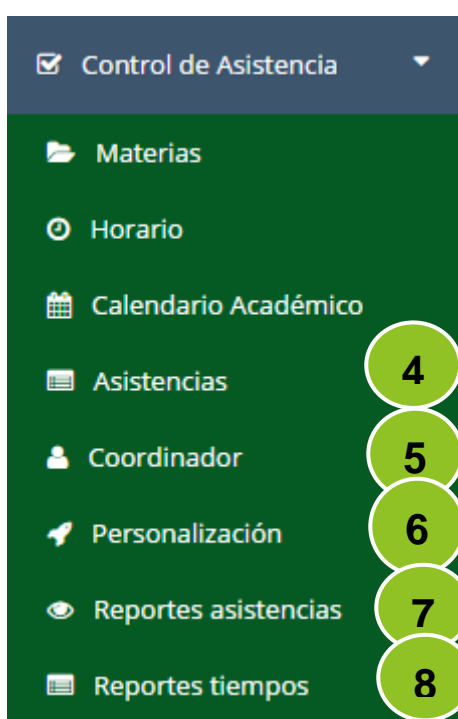 Control de Asistencia
Materias
Horario
Calendario Académico
Asistencias 4
Coordinador 5
Personalización 6
Reportes asistencias 7
Reportes tiempos 8